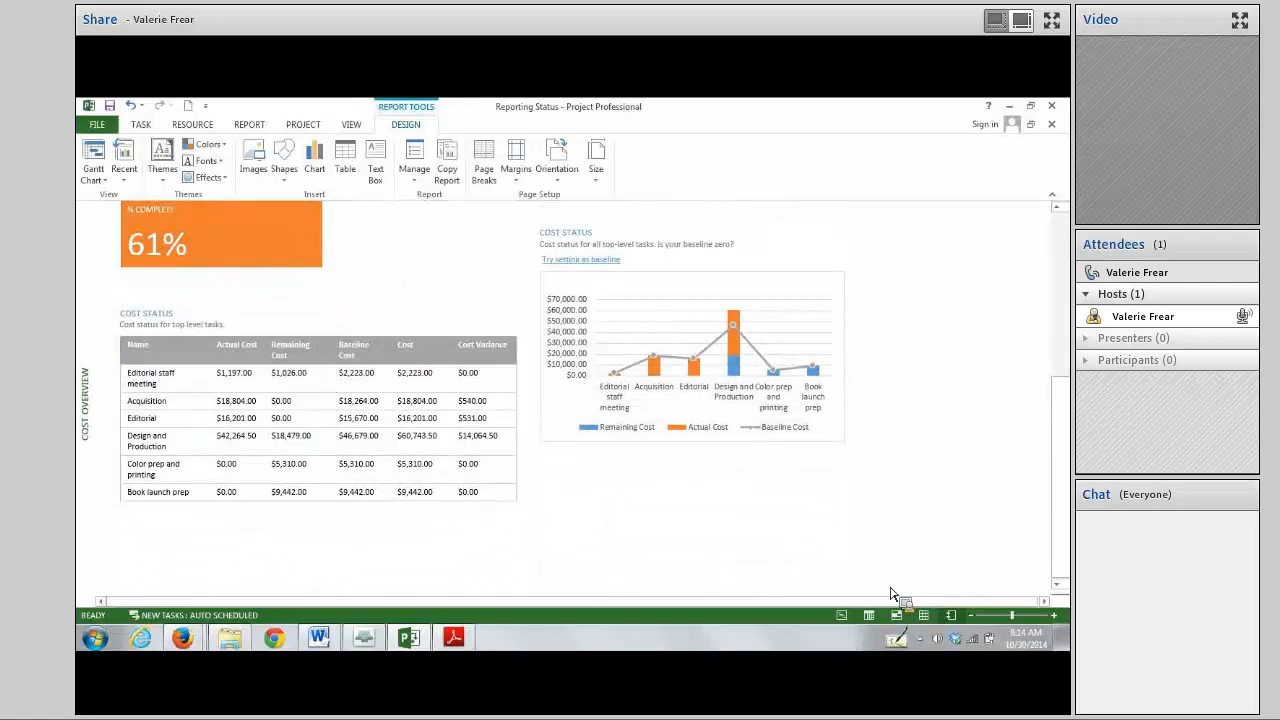 Share - Valerie Frear
Video
REPORT TOOLS
Reporting Status - Project Professional
FILE TASK RESOURCE REPORT PROJECT VIEW DESIGN
Sign in
Gantt Chart
Recent
Themes
Colors
Fonts
Effects
Images
Shapes
Chart
Table
Text Box
Manage
Copy Report
Page Breaks
Margins
Orientation
Size
View Themes Insert Report Page Setup
% COMPLETE
61%
COST OVERVIEW
COST STATUS
Cost status for top level tasks.
Name Actual Cost Remaining Cost Baseline Cost Cost Cost Variance
Editorial staff meeting $1,197.00 $1,026.00 $2,223.00 $2,223.00 $0.00
Acquisition $18,804.00 $0.00 $18,264.00 $18,804.00 $540.00
Editorial $16,201.00 $0.00 $15,670.00 $16,201.00 $531.00
Design and Production $42,264.50 $18,479.00 $46,679.00 $60,743.50 $14,064.50
Color prep and printing $0.00 $5,310.00 $5,310.00 $5,310.00 $0.00
Book launch prep $0.00 $9,442.00 $9,442.00 $9,442.00 $0.00
COST STATUS
Cost status for all top-level tasks. Is your baseline zero?
Try setting as baseline
$70,000.00
$60,000.00
$50,000.00
$40,000.00
$30,000.00
$20,000.00
$10,000.00
$0.00
Editorial staff meeting
Acquisition
Editorial
Design and Production
Color prep and printing
Book launch prep
Remaining Cost Actual Cost Baseline Cost
READY NEW TASKS : AUTO SCHEDULED
8:14 AM
10/30/2014
Attendees (1)
Valerie Frear
Hosts (1)
Valerie Frear
Presenters (0)
Participants (0)
Chat (Everyone)